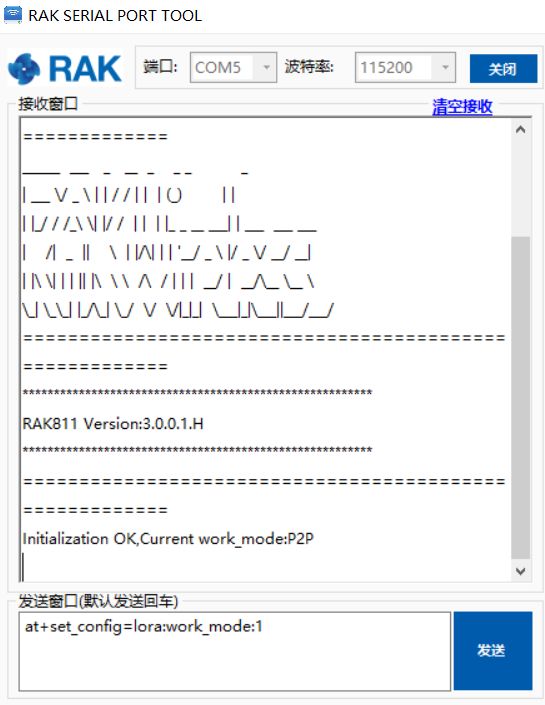 RAK SERIAL PORT TOOL
RAK 端口: COM5 波特率: 115200 关闭
接收窗口 清空接收
=============
========================================== 
=============
*******************************************************
RAK811 Version:3.0.0.1.H
*******************************************************
==========================================
=============
Initialization OK,Current work_mode:P2P
发送窗口(默认发送回车)
at+set_config=lora:work_mode:1
发送